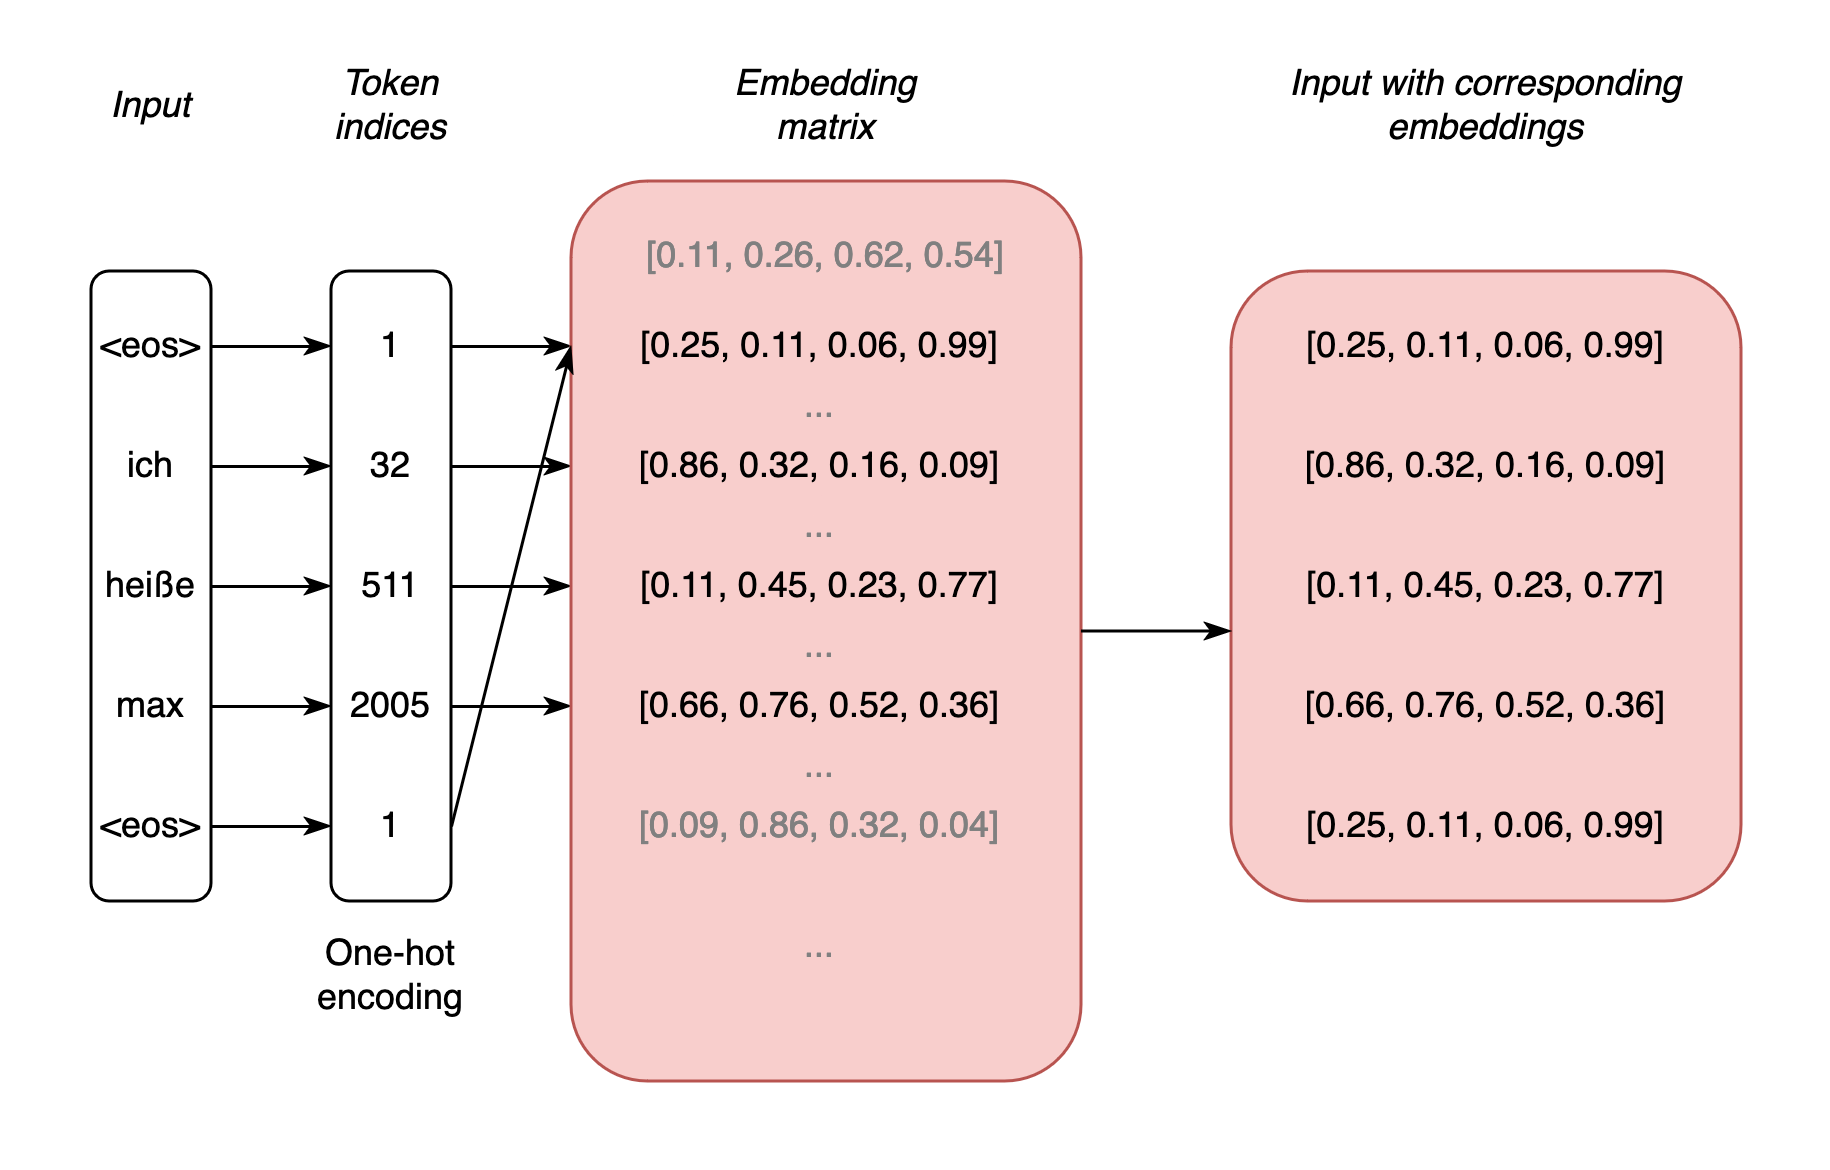 Input
Token
indices
Embedding
matrix
Input with corresponding
embeddings
<eos>
ich
heiße
max
<eos>
1
32
511
2005
1
One-hot
encoding
[0.11, 0.26, 0.62, 0.54]
[0.25, 0.11, 0.06, 0.99]
...
[0.86, 0.32, 0.16, 0.09]
...
[0.11, 0.45, 0.23, 0.77]
...
[0.66, 0.76, 0.52, 0.36]
...
[0.09, 0.86, 0.32, 0.04]
...
[0.25, 0.11, 0.06, 0.99]
[0.86, 0.32, 0.16, 0.09]
[0.11, 0.45, 0.23, 0.77]
[0.66, 0.76, 0.52, 0.36]
[0.25, 0.11, 0.06, 0.99]